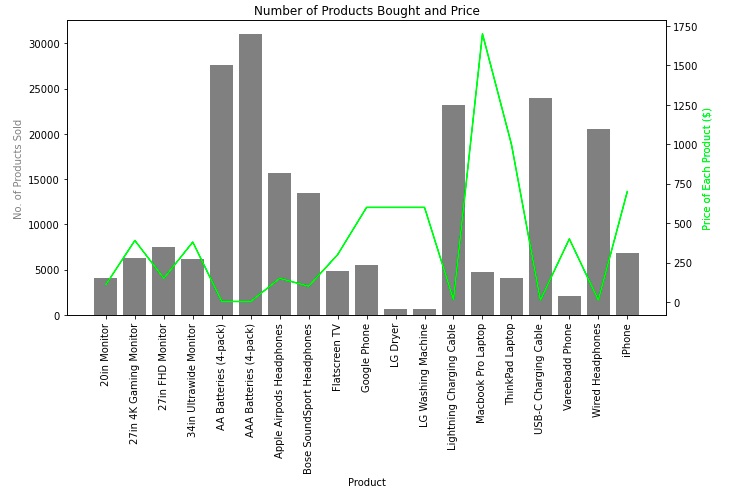 Number of Products Bought and Price
No. of Products Sold
30000
25000
20000
15000
10000
5000
0
1750
1500
1250
1000
750
500
250
0
Price of Each Product ($)
20in Monitor
27in 4K Gaming Monitor
27in FHD Monitor
34in Ultrawide Monitor
AA Batteries (4-pack)
AAA Batteries (4-pack)
Apple Airpods Headphones
Bose SoundSport Headphones
Flatscreen TV
Google Phone
LG Dryer
LG Washing Machine
Lightning Charging Cable
Macbook Pro Laptop
ThinkPad Laptop
USB-C Charging Cable
Vareebadd Phone
Wired Headphones
iPhone
Product